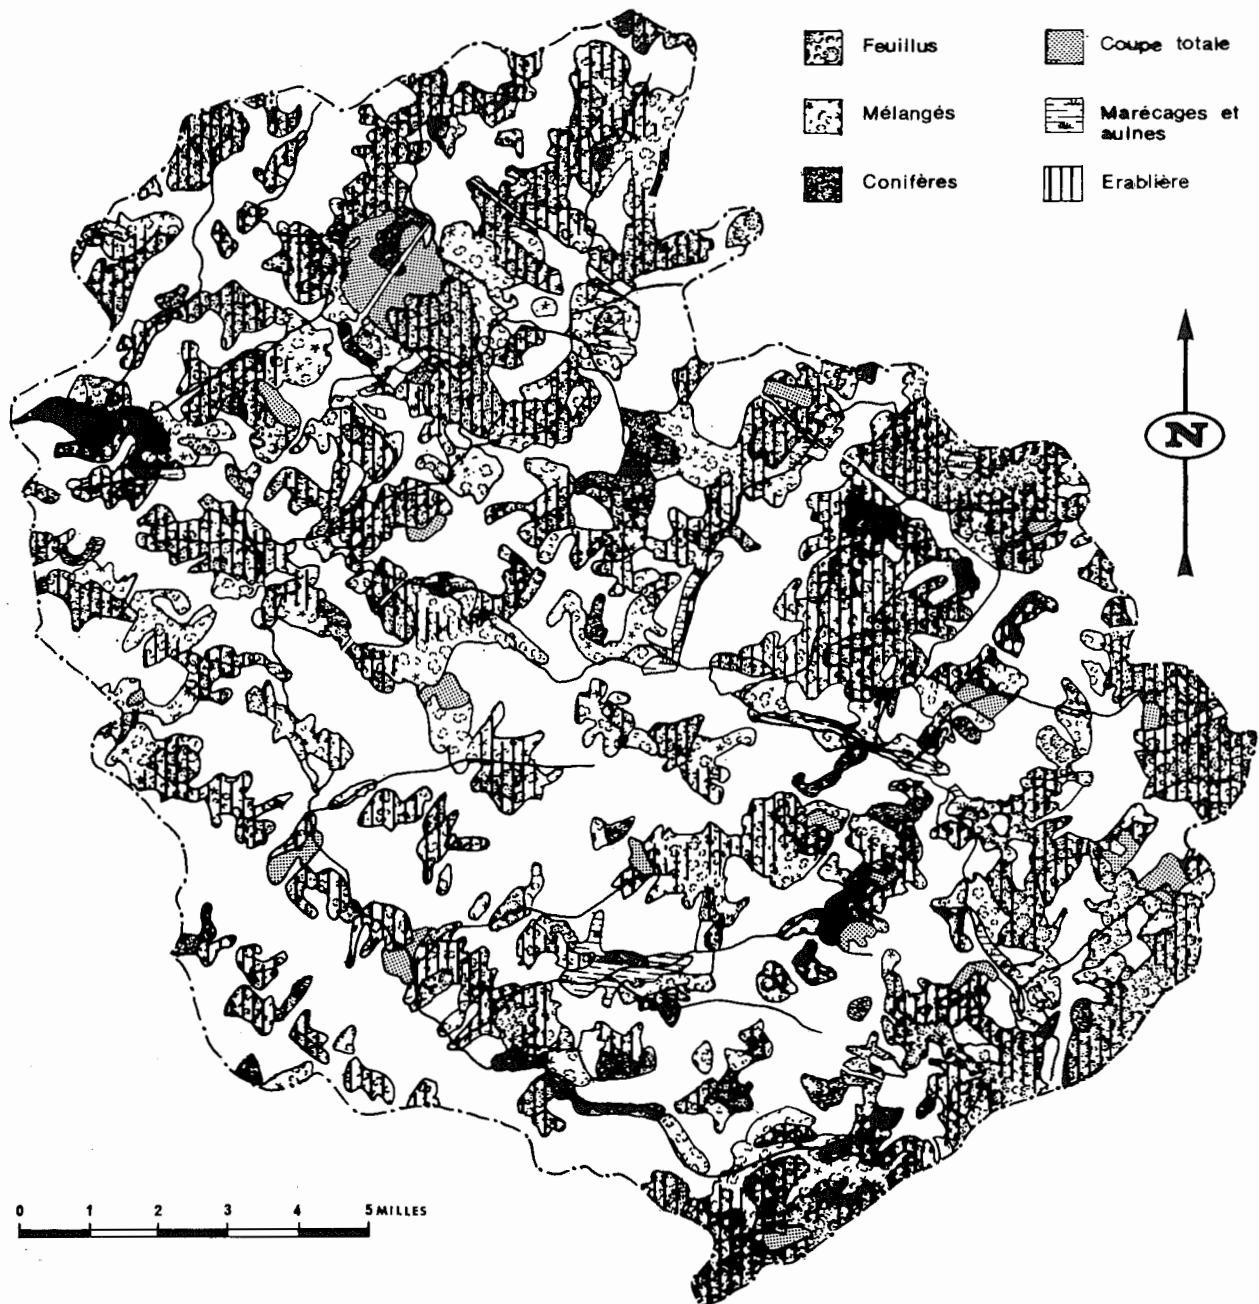 Feuillus
Coupe totale
Mélangés
Marécages et
aulnes
Conifères
Erablière
N
0 1 2 3 4 5 MILLES